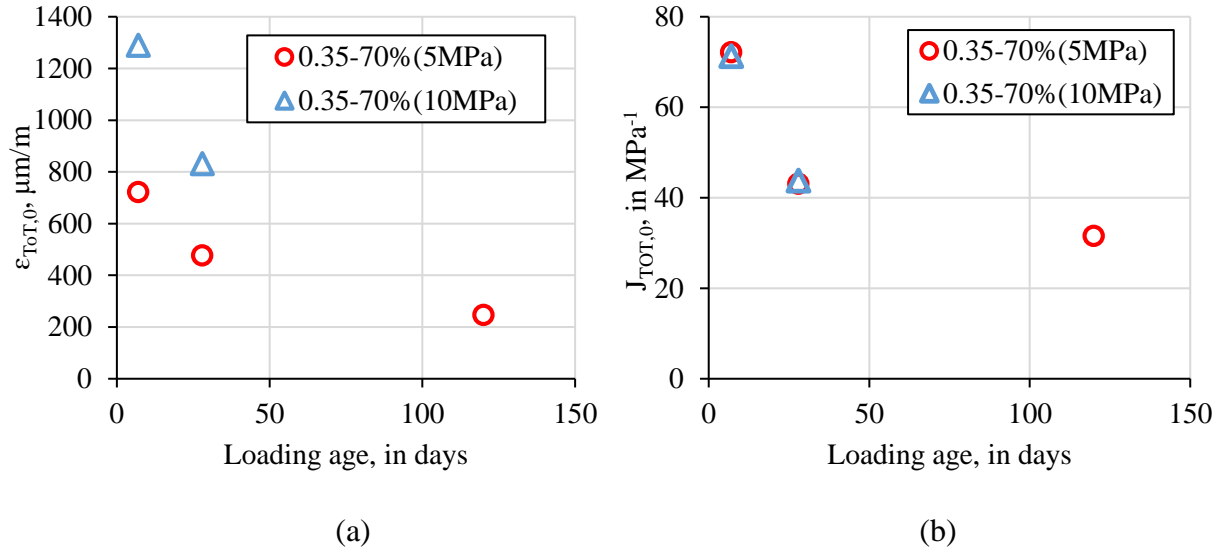 1400
1200
1000
800
600
400
200
0
ε_ToT,0, μm/m
0.35-70%(5MPa)
0.35-70%(10MPa)
0 50 100 150
Loading age, in days
(a)
80
60
40
20
0
J_TOT,0, in MPa⁻¹
0.35-70%(5MPa)
0.35-70%(10MPa)
0 50 100 150
Loading age, in days
(b)